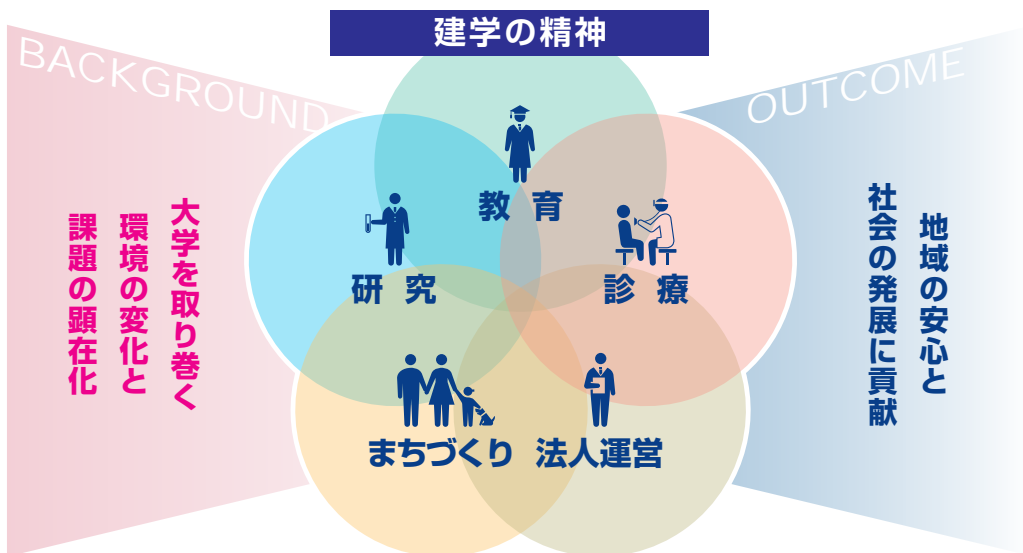 建学の精神
BACKGROUND
大学を取り巻く
環境の変化と
課題の顕在化
教育
研究
診療
まちづくり
法人運営
OUTCOME
地域の安心と
社会の発展に貢献